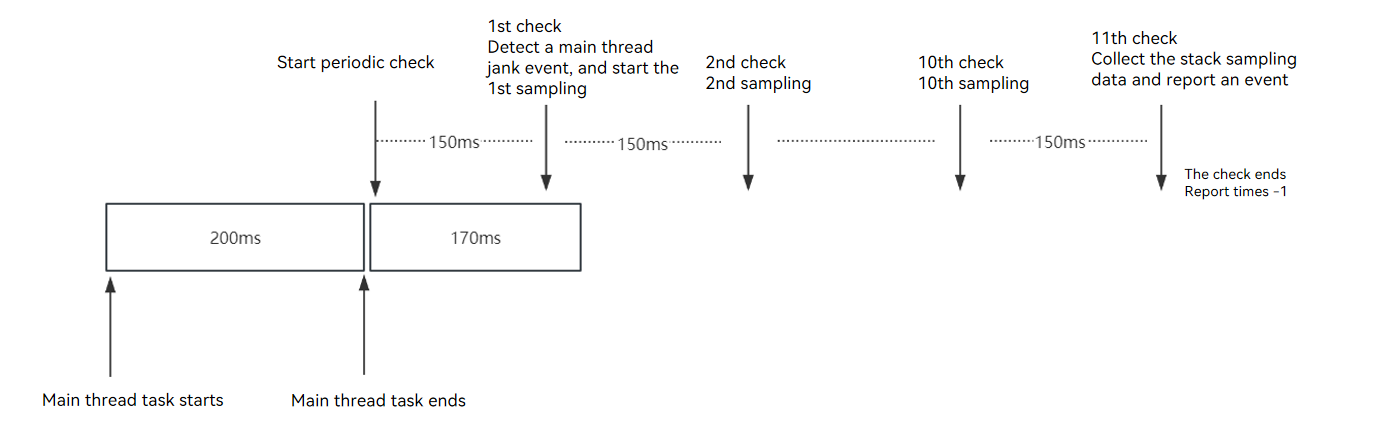 Start periodic check
1st check
Detect a main thread
jank event, and start the
1st sampling
2nd check
2nd sampling
10th check
10th sampling
11th check
Collect the stack sampling
data and report an event
150ms
150ms
150ms
The check ends
Report times -1
200ms
170ms
Main thread task starts
Main thread task ends